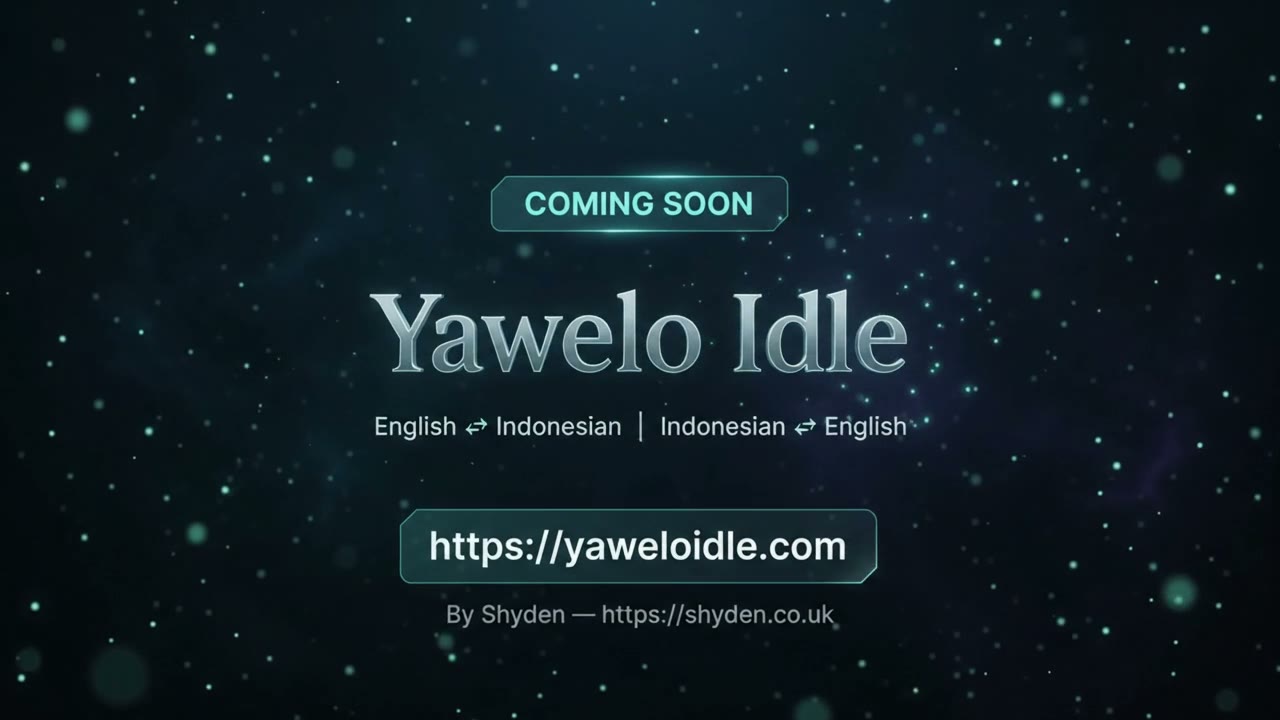 COMING SOON
Yawelo Idle
English ⇄ Indonesian | Indonesian ⇄ English
https://yaweloidle.com
By Shyden — https://shyden.co.uk